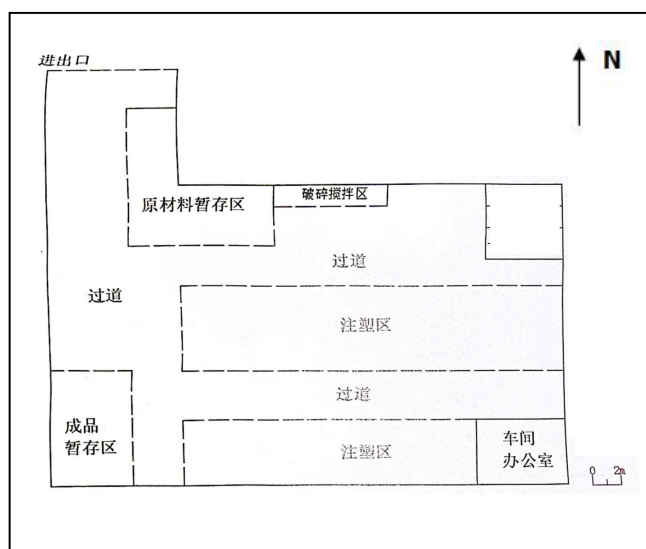 进出口
N
原材料暂存区
破碎搅拌区
过道
过道
注塑区
过道
成品
暂存区
注塑区
车间
办公室
0 2m